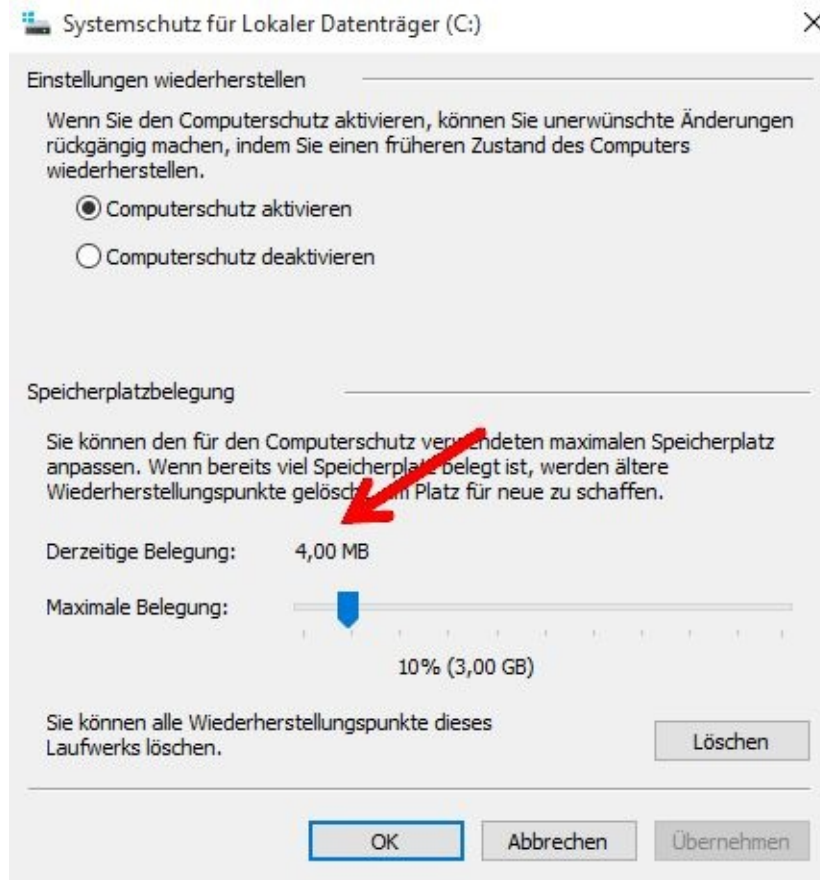 Systemschutz für Lokaler Datenträger (C:)
Einstellungen wiederherstellen
Wenn Sie den Computerschutz aktivieren, können Sie unerwünschte Änderungen
rückgängig machen, indem Sie einen früheren Zustand des Computers
wiederherstellen.
Computerschutz aktivieren
Computerschutz deaktivieren
Speicherplatzbelegung
Sie können den für den Computerschutz verwendeten maximalen Speicherplatz
anpassen. Wenn bereits viel Speicherplatz belegt ist, werden ältere
Wiederherstellungspunkte gelöscht, um Platz für neue zu schaffen.
Derzeitige Belegung: 4,00 MB
Maximale Belegung:
10% (3,00 GB)
Sie können alle Wiederherstellungspunkte dieses
Laufwerks löschen.
Löschen
OK Abbrechen Übernehmen